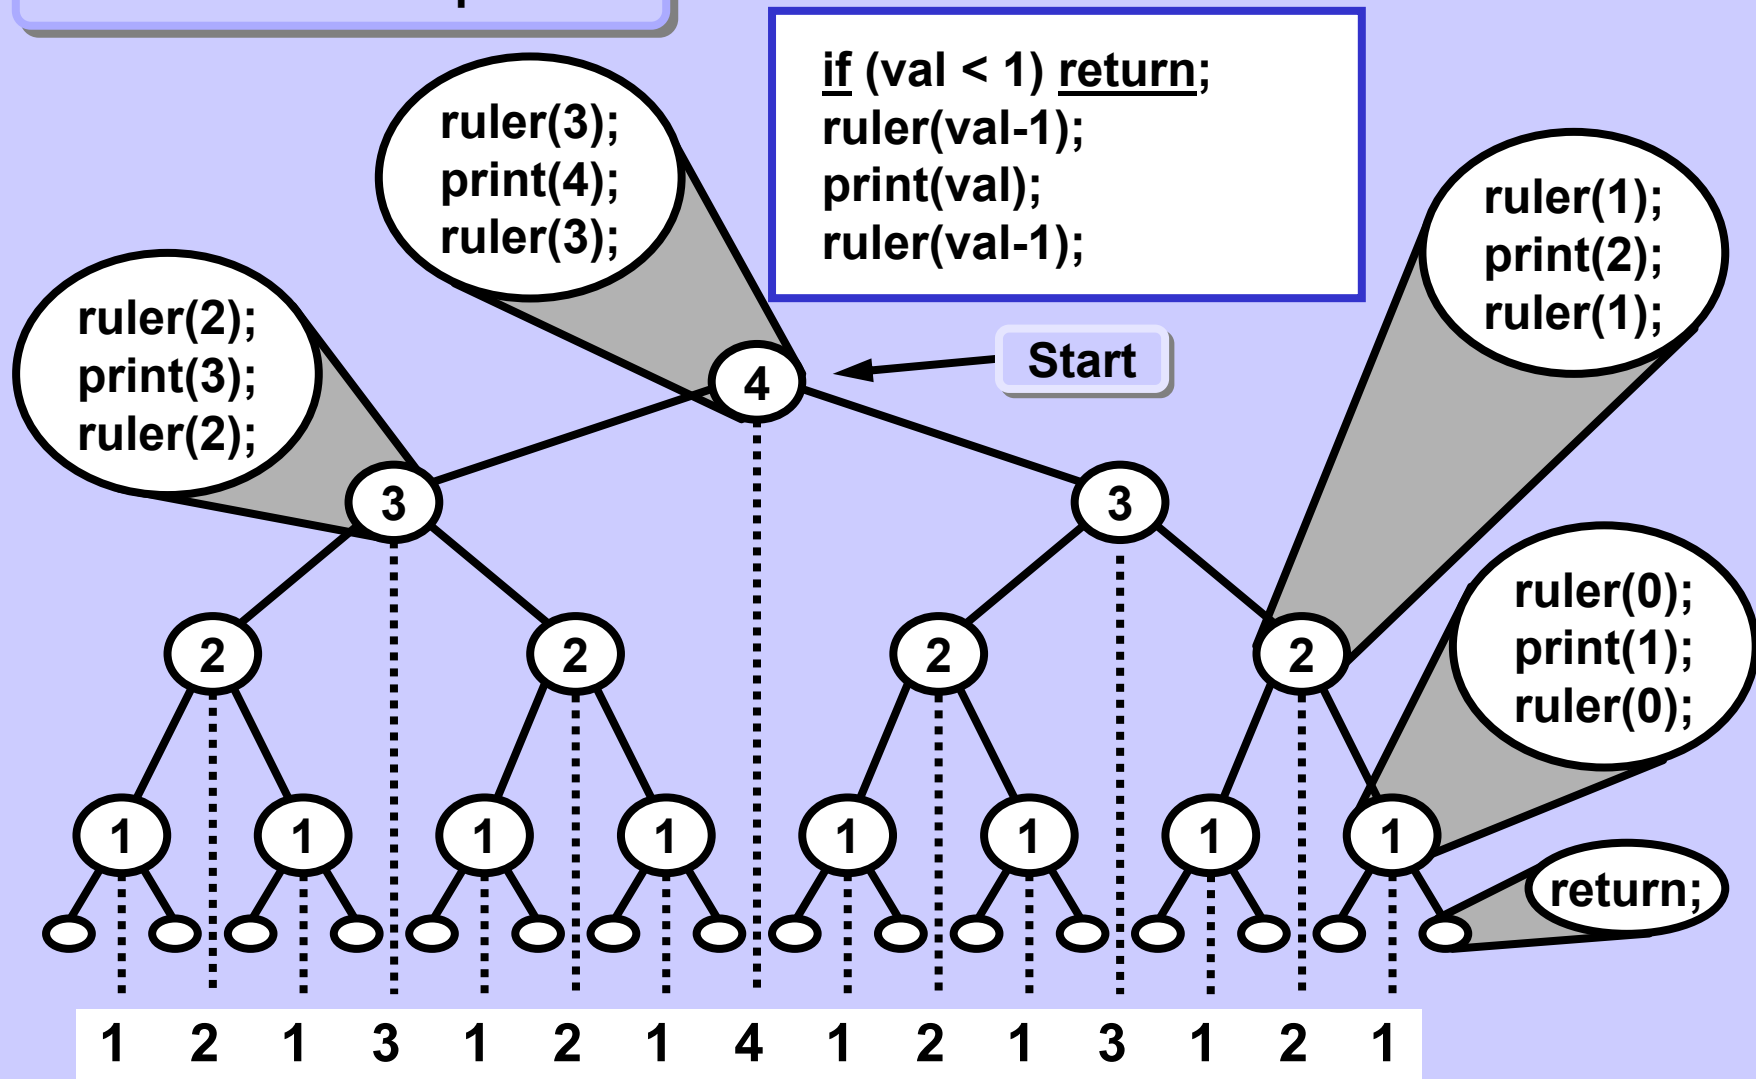 if (val < 1) return;
ruler(val-1);
print(val);
ruler(val-1);
ruler(3);
print(4);
ruler(3);
ruler(1);
print(2);
ruler(1);
ruler(2);
print(3);
ruler(2);
Start
4
3 3
ruler(0);
print(1);
ruler(0);
2 2 2 2
1 1 1 1 1 1 1 1
return;
1 2 1 3 1 2 1 4 1 2 1 3 1 2 1